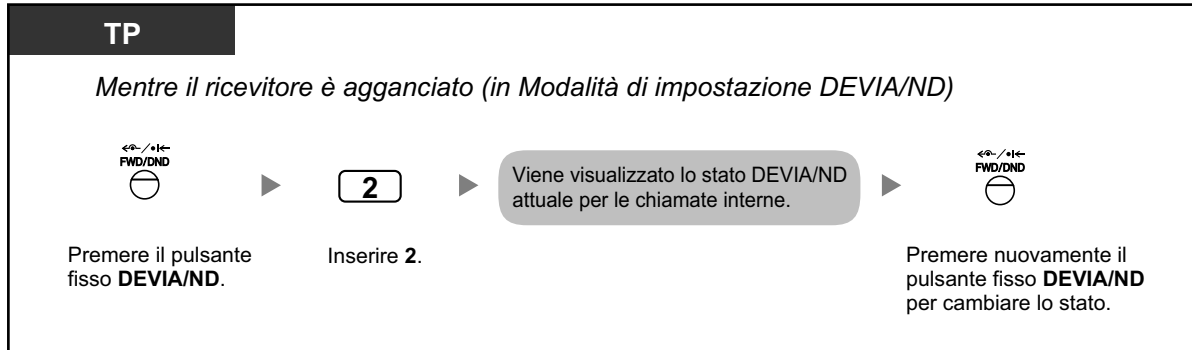 TP
Mentre il ricevitore è agganciato (in Modalità di impostazione DEVIA/ND)
FWD/DND
2
Viene visualizzato lo stato DEVIA/ND
attuale per le chiamate interne.
FWD/DND
Premere il pulsante
fisso DEVIA/ND.
Inserire 2.
Premere nuovamente il
pulsante fisso DEVIA/ND
per cambiare lo stato.